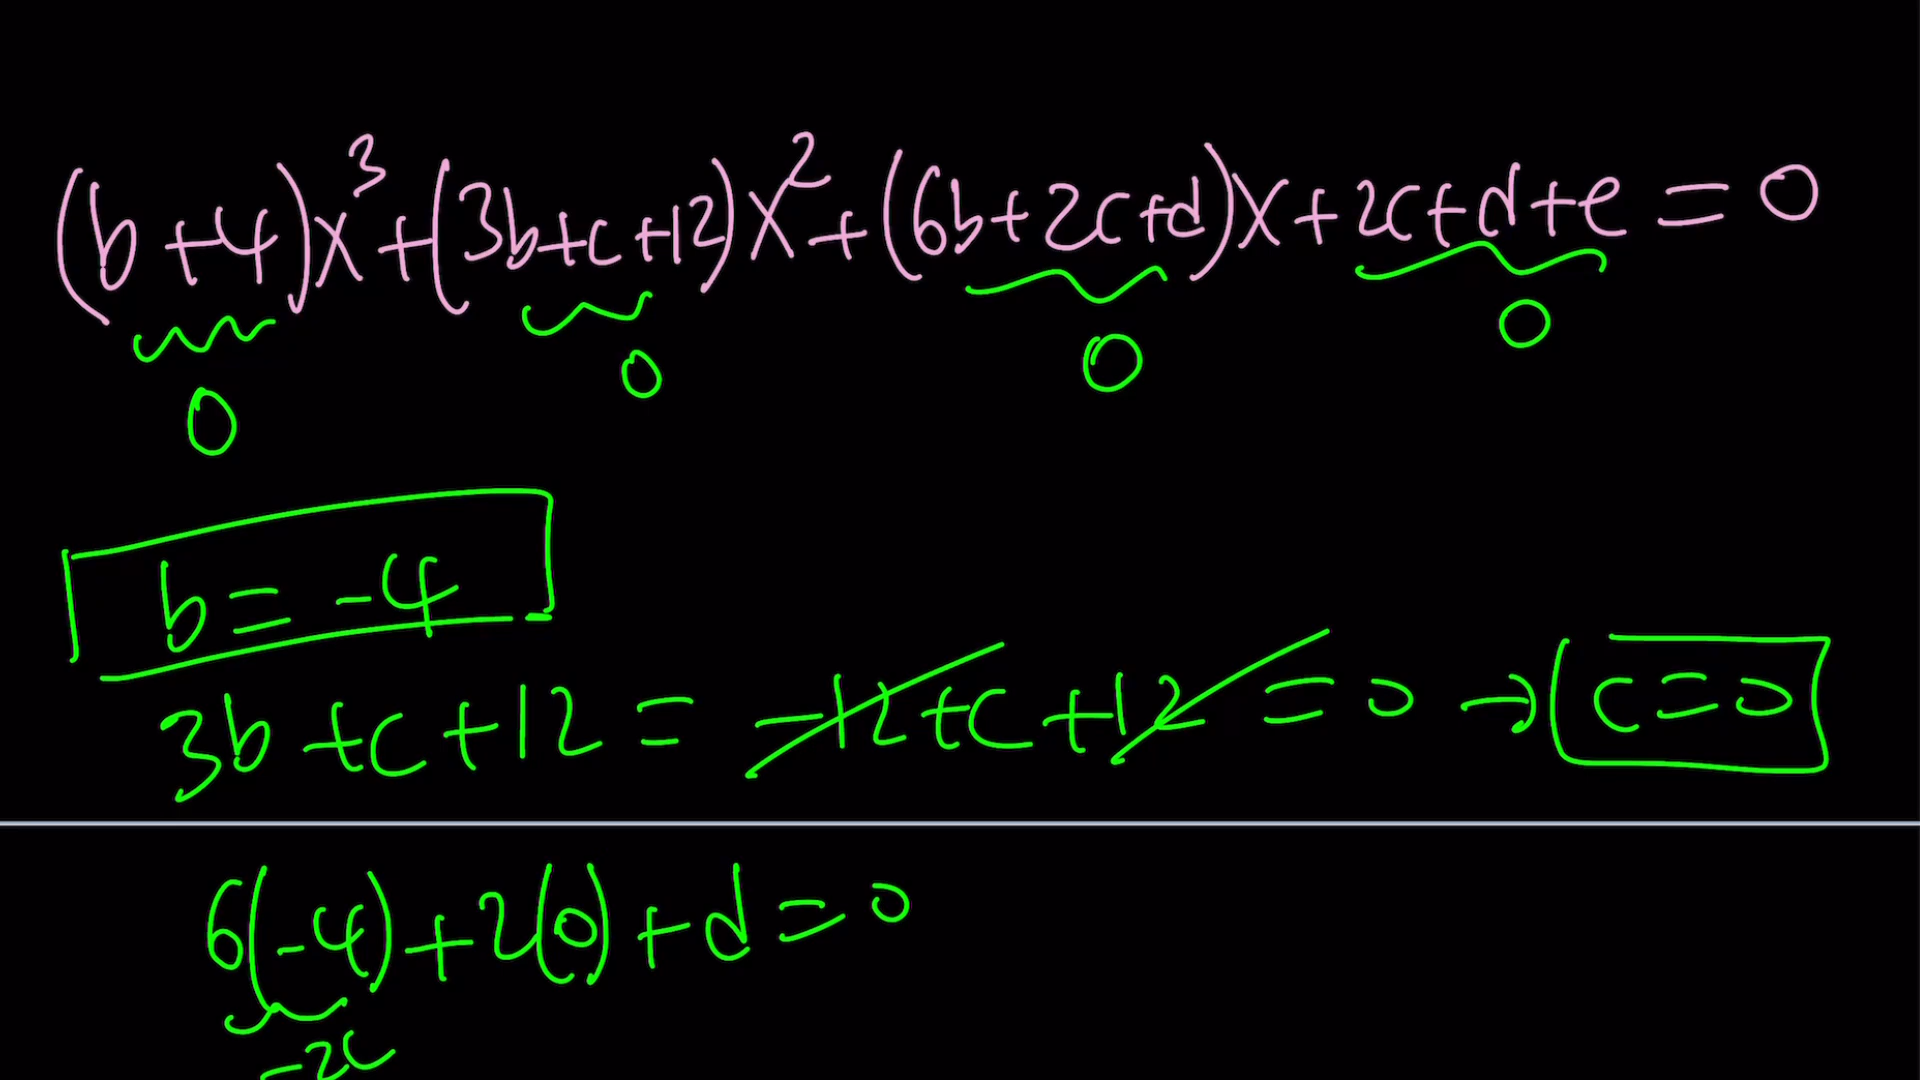 (b+4)x³+(3b+c+12)x²+(6b+2c+d)x+2c+d+e=0
0 0 0 0
b=-4
3b+c+12=-12+c+12=0→c=0
6(-4)+2(0)+d=0